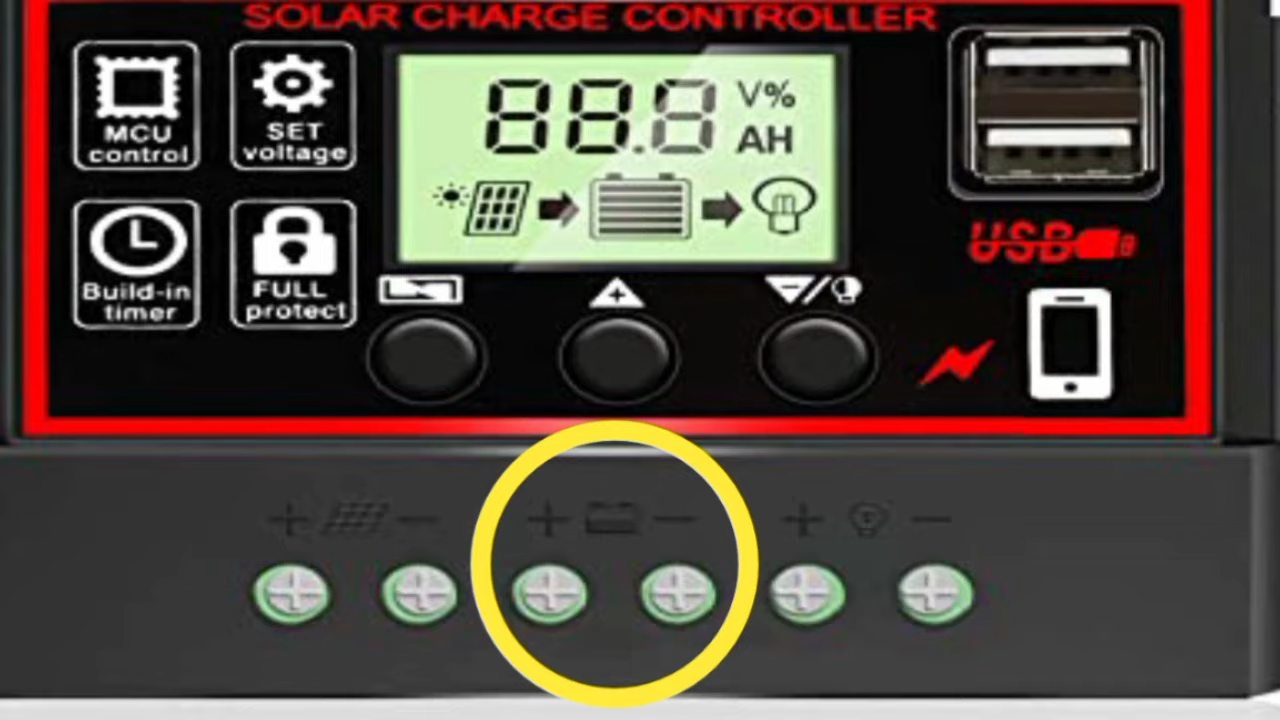 SOLAR CHARGE CONTROLLER
MCU
control
SET
voltage
88.8 V%
AH
Build-in
timer
FULL
protect
USB
+ -
+ -
+ -